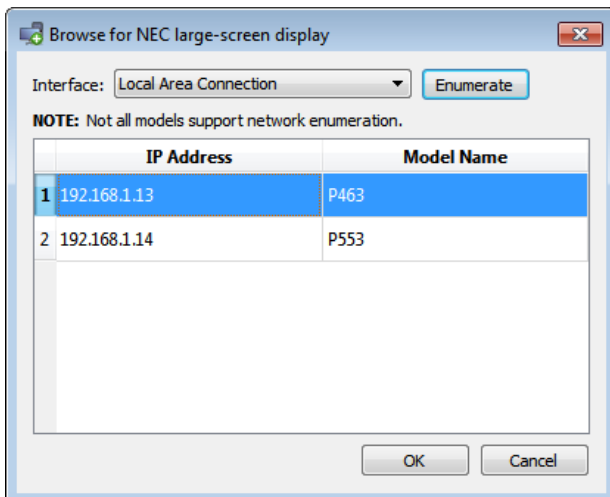 Browse for NEC large-screen display
Interface: Local Area Connection Enumerate
NOTE: Not all models support network enumeration.
IP Address Model Name
1 192.168.1.13 P463
2 192.168.1.14 P553
OK Cancel